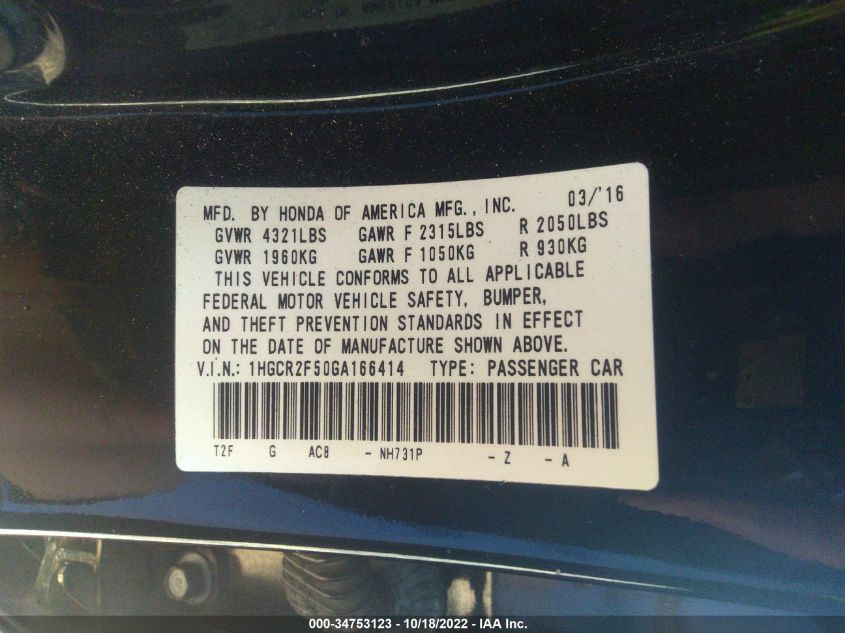 MFD. BY HONDA OF AMERICA MFG., INC. 03/'16
GVWR 4321LBS GAWR F 2315LBS R 2050LBS
GVWR 1960KG GAWR F 1050KG R 930KG
THIS VEHICLE CONFORMS TO ALL APPLICABLE
FEDERAL MOTOR VEHICLE SAFETY, BUMPER,
AND THEFT PREVENTION STANDARDS IN EFFECT
ON THE DATE OF MANUFACTURE SHOWN ABOVE.
V.I.N.: 1HGCR2F50GA166414 TYPE: PASSENGER CAR
T2F G AC8 - NH731P - Z - A
000-34753123 - 10/18/2022 - IAA Inc.